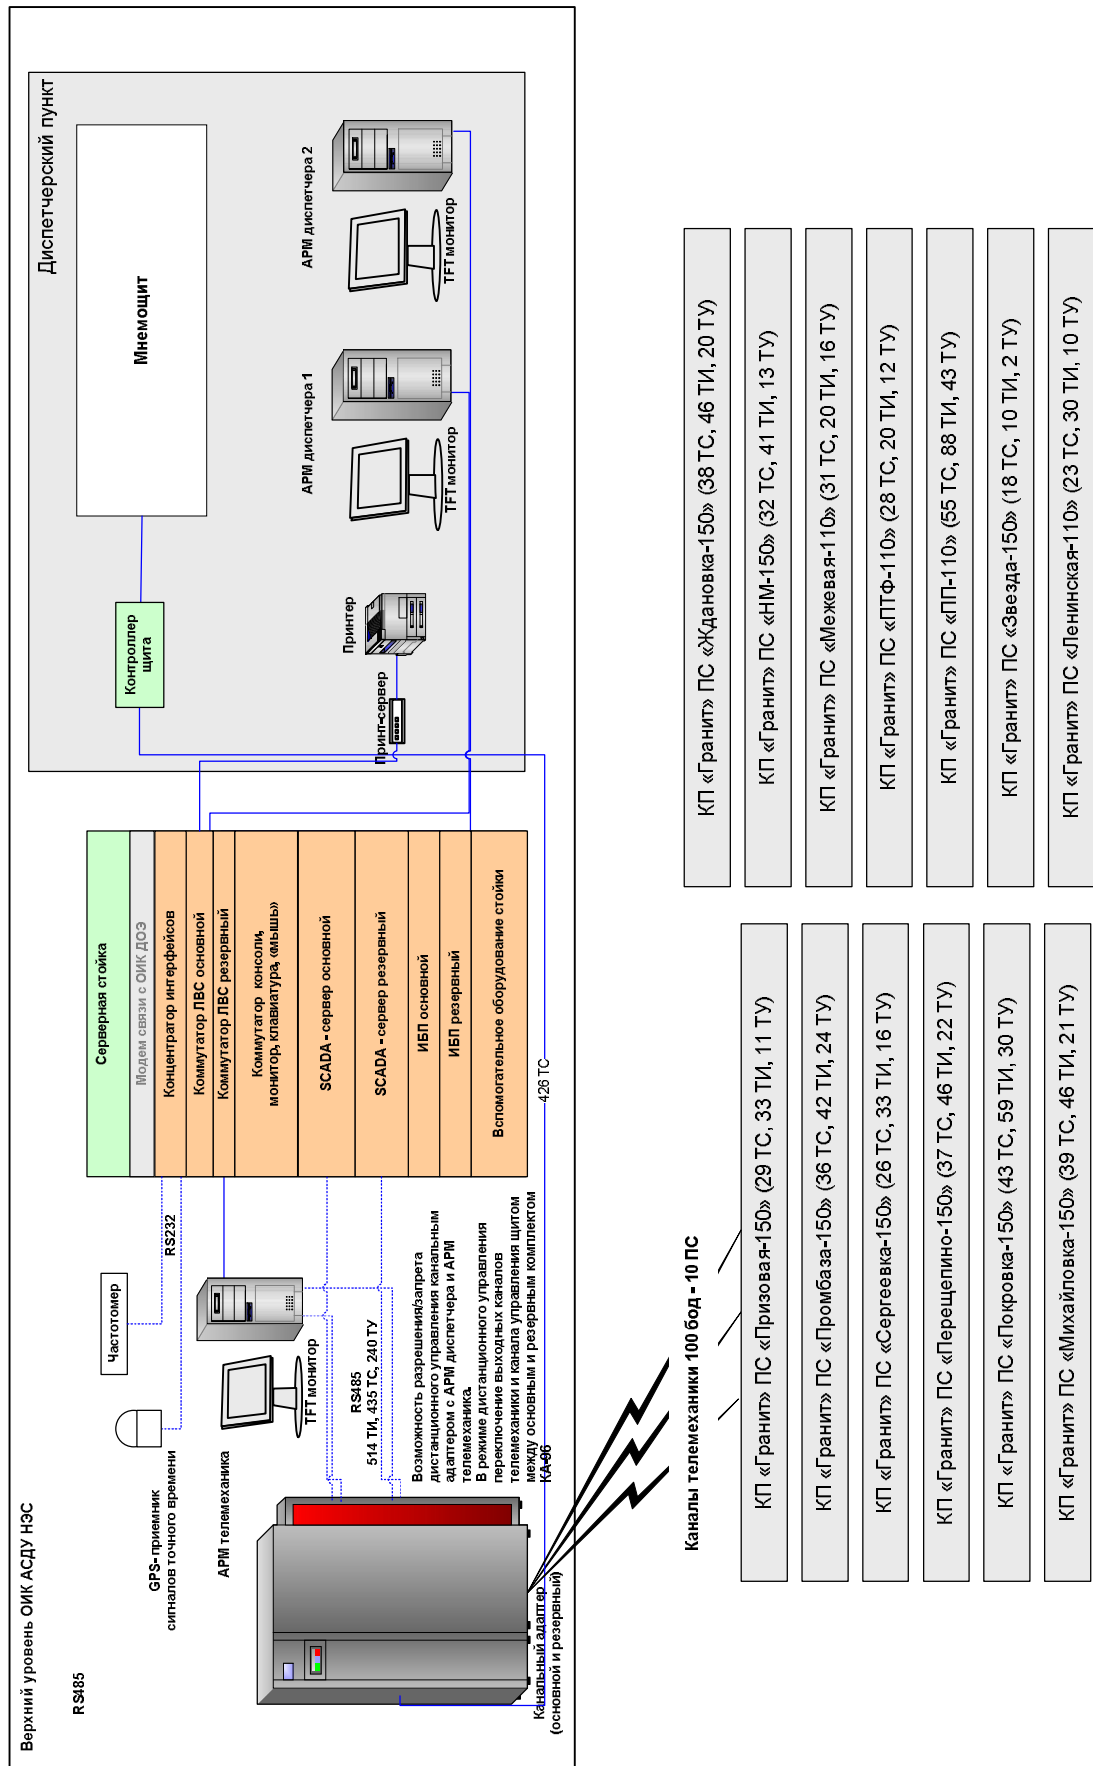 Верхний уровень ОИК АСДУ НЭС
RS485
GPS-приемник
сигналов точного времени
Частотомер
RS232
АРМ телемеханика
TFT монитор
RS485
514 ТИ, 435 ТС, 240 ТУ
Возможность разрешения/запрета
дистанционного управления канальным
адаптером с АРМ диспетчера и АРМ
телемеханика.
В режиме дистанционного управления
переключение выходных каналов
телемеханики и канала управления щитом
между основным и резервным комплектом
КА-96
Канальный адаптер
(основной и резервный)
Серверная стойка
Модем связи с ОИК ДОЭ
Концентратор интерфейсов
Коммутатор ЛВС основной
Коммутатор ЛВС резервный
Коммутатор консоли,
монитор, клавиатура, «мышь»
SCADA - сервер основной
SCADA - сервер резервный
ИБП основной
ИБП резервный
Вспомогательное оборудование стойки
426 ТС
Диспетчерский пункт
Мнемощит
Контроллер
щита
Принтер
Принт-сервер
АРМ диспетчера 1
TFT монитор
АРМ диспетчера 2
TFT монитор
Каналы телемеханики 100 бод - 10 ПС
КП «Гранит» ПС «Призовая-150» (29 ТС, 33 ТИ, 11 ТУ)
КП «Гранит» ПС «Промбаза-150» (36 ТС, 42 ТИ, 24 ТУ)
КП «Гранит» ПС «Сергеевка-150» (26 ТС, 33 ТИ, 16 ТУ)
КП «Гранит» ПС «Перещепино-150» (37 ТС, 46 ТИ, 22 ТУ)
КП «Гранит» ПС «Покровка-150» (43 ТС, 59 ТИ, 30 ТУ)
КП «Гранит» ПС «Михайловка-150» (39 ТС, 46 ТИ, 21 ТУ)
КП «Гранит» ПС «Ждановка-150» (38 ТС, 46 ТИ, 20 ТУ)
КП «Гранит» ПС «НМ-150» (32 ТС, 41 ТИ, 13 ТУ)
КП «Гранит» ПС «Межевая-110» (31 ТС, 20 ТИ, 16 ТУ)
КП «Гранит» ПС «ПТФ-110» (28 ТС, 20 ТИ, 12 ТУ)
КП «Гранит» ПС «ПП-110» (55 ТС, 88 ТИ, 43 ТУ)
КП «Гранит» ПС «Звезда-150» (18 ТС, 10 ТИ, 2 ТУ)
КП «Гранит» ПС «Ленинская-110» (23 ТС, 30 ТИ, 10 ТУ)